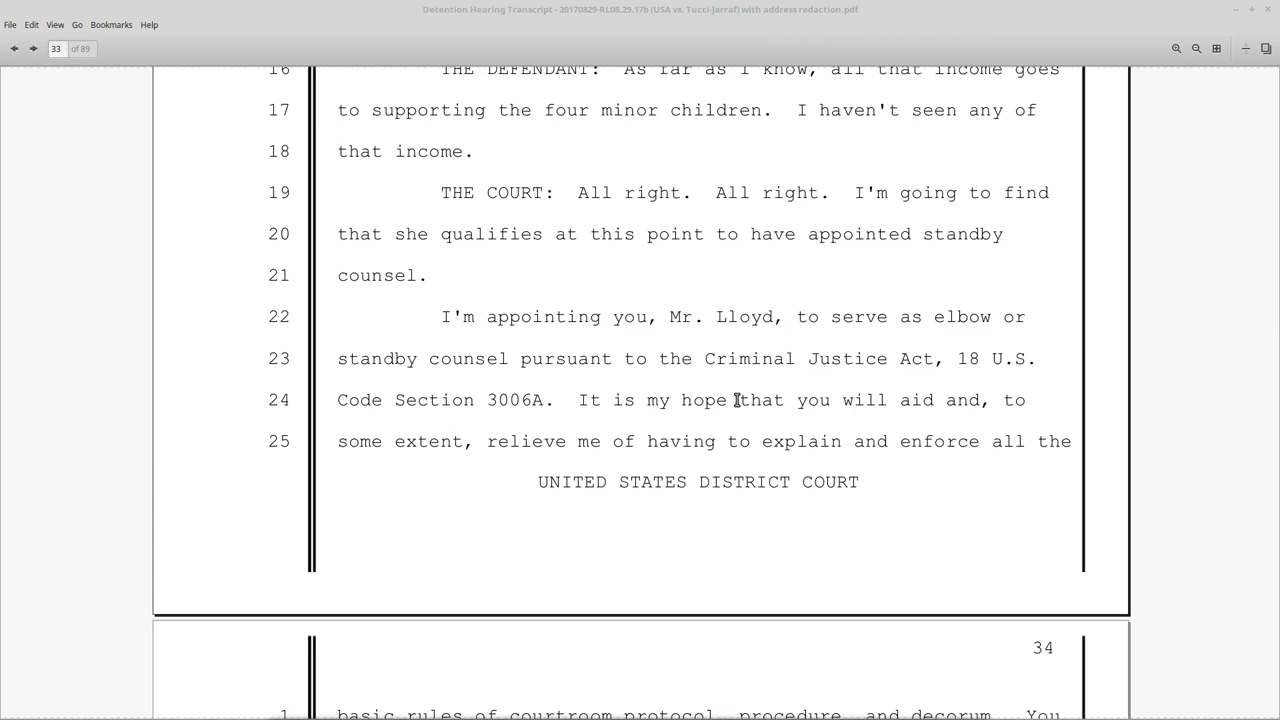 Detention Hearing Transcript - 20170829-RL08.29.17b (USA vs. Tucci-Jarraf) with address redaction.pdf
File Edit View Go Bookmarks Help
33 of 89
16 THE DEFENDANT: As far as I know, all that income goes
17 to supporting the four minor children. I haven't seen any of
18 that income.
19 THE COURT: All right. All right. I'm going to find
20 that she qualifies at this point to have appointed standby
21 counsel.
22 I'm appointing you, Mr. Lloyd, to serve as elbow or
23 standby counsel pursuant to the Criminal Justice Act, 18 U.S.
24 Code Section 3006A. It is my hope that you will aid and, to
25 some extent, relieve me of having to explain and enforce all the
UNITED STATES DISTRICT COURT
34
1 basic rules of courtroom protocol, procedure, and decorum. You